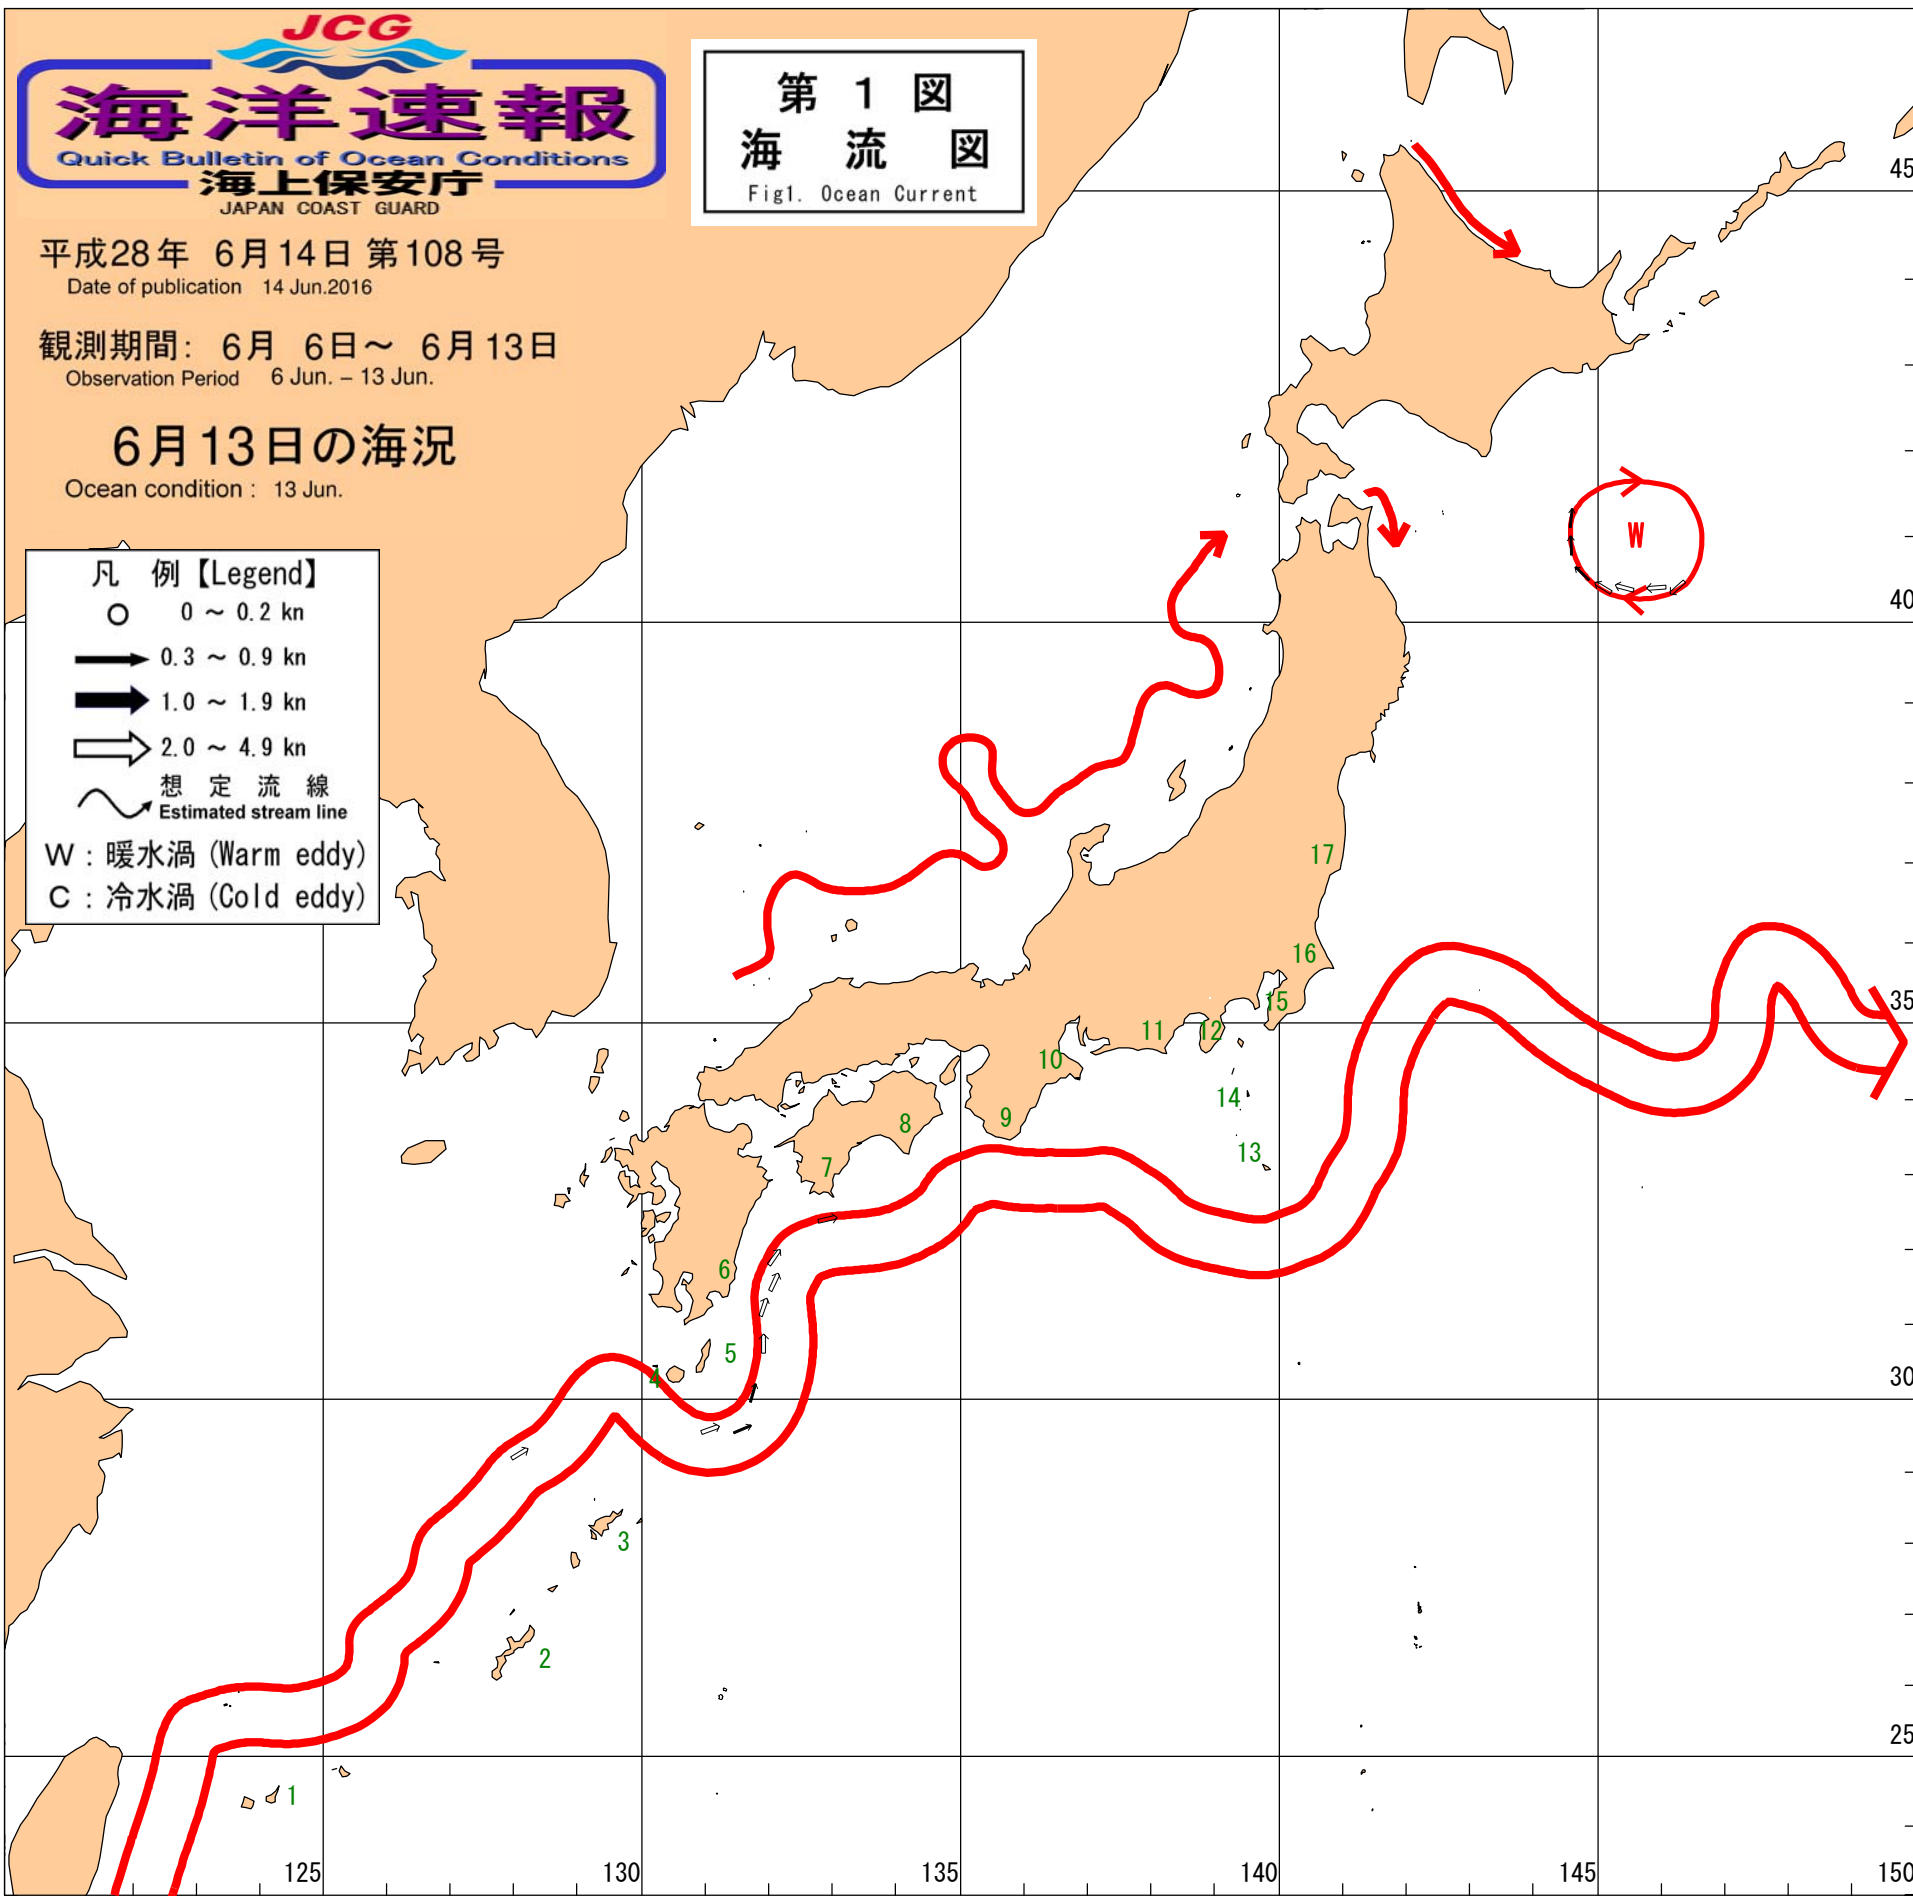 JCG
海洋速報
Quick Bulletin of Ocean Conditions
海上保安庁
JAPAN COAST GUARD
第 1 図
海 流 図
Fig1. Ocean Current
平成28年 6月14日 第108号
Date of publication 14 Jun.2016
観測期間: 6月 6日～ 6月13日
Observation Period 6 Jun. – 13 Jun.
6月13日の海況
Ocean condition : 13 Jun.
凡 例【Legend】
0 ～ 0.2 kn
0.3 ～ 0.9 kn
1.0 ～ 1.9 kn
2.0 ～ 4.9 kn
想 定 流 線
Estimated stream line
W : 暖水渦 (Warm eddy)
C : 冷水渦 (Cold eddy)
45
W
40
17
16
35
15
12
11
10
14
9
8
13
7
6
5
4
30
3
2
25
1
125
130
135
140
145
150